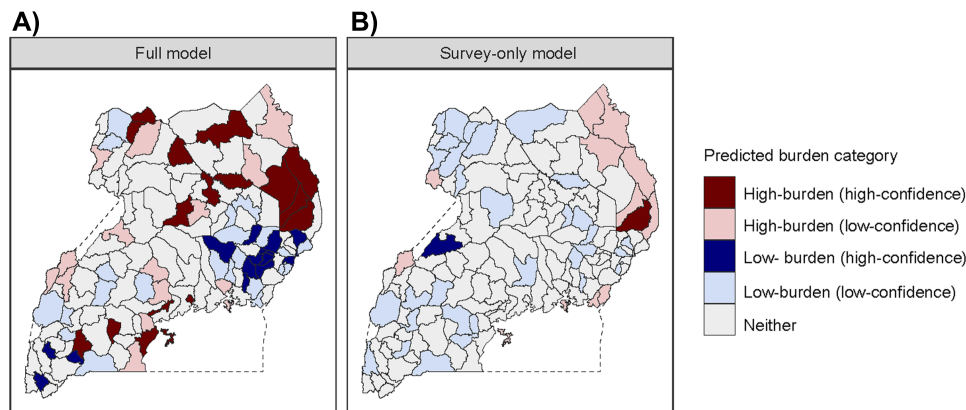 A)
B)
Full model
Survey-only model
Predicted burden category
High-burden (high-confidence)
High-burden (low-confidence)
Low- burden (high-confidence)
Low-burden (low-confidence)
Neither